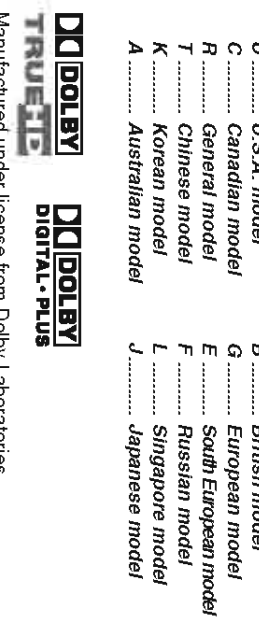 U ........ U.S.A. model
C ........ Canadian model
R ........ General model
T ........ Chinese model
K ........ Korean model
A ........ Australian model
B ........ British model
G ........ European model
E ........ South European model
F ........ Russian model
L ........ Singapore model
J .......... Japanese model
DOLBY
TRUEHD
DOLBY
DIGITAL·PLUS
Manufactured under license from Dolby Laboratories